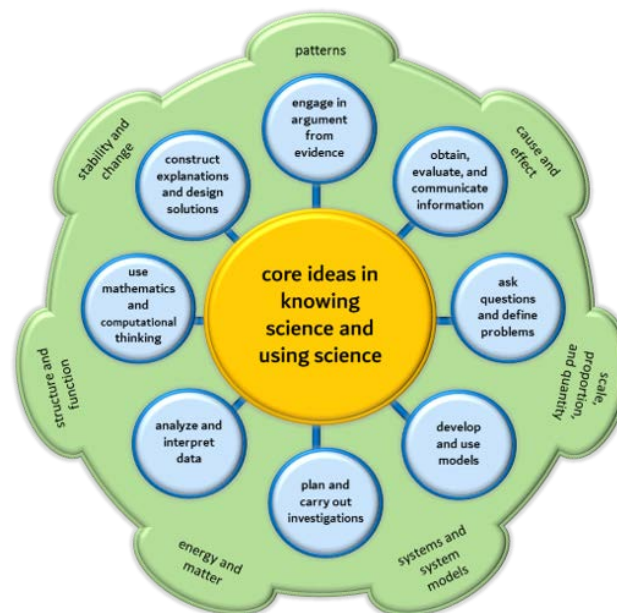 patterns
engage in
argument
from
evidence
obtain,
evaluate, and
communicate
information
cause and
effect
ask
questions
and define
problems
scale,
proportion,
and quantity
develop
and use
models
systems and
system
models
plan and
carry out
investigations
energy and
matter
analyze and
interpret
data
structure and
function
use
mathematics
and
computational
thinking
construct
explanations
and design
solutions
stability and
change
core ideas in
knowing
science and
using science